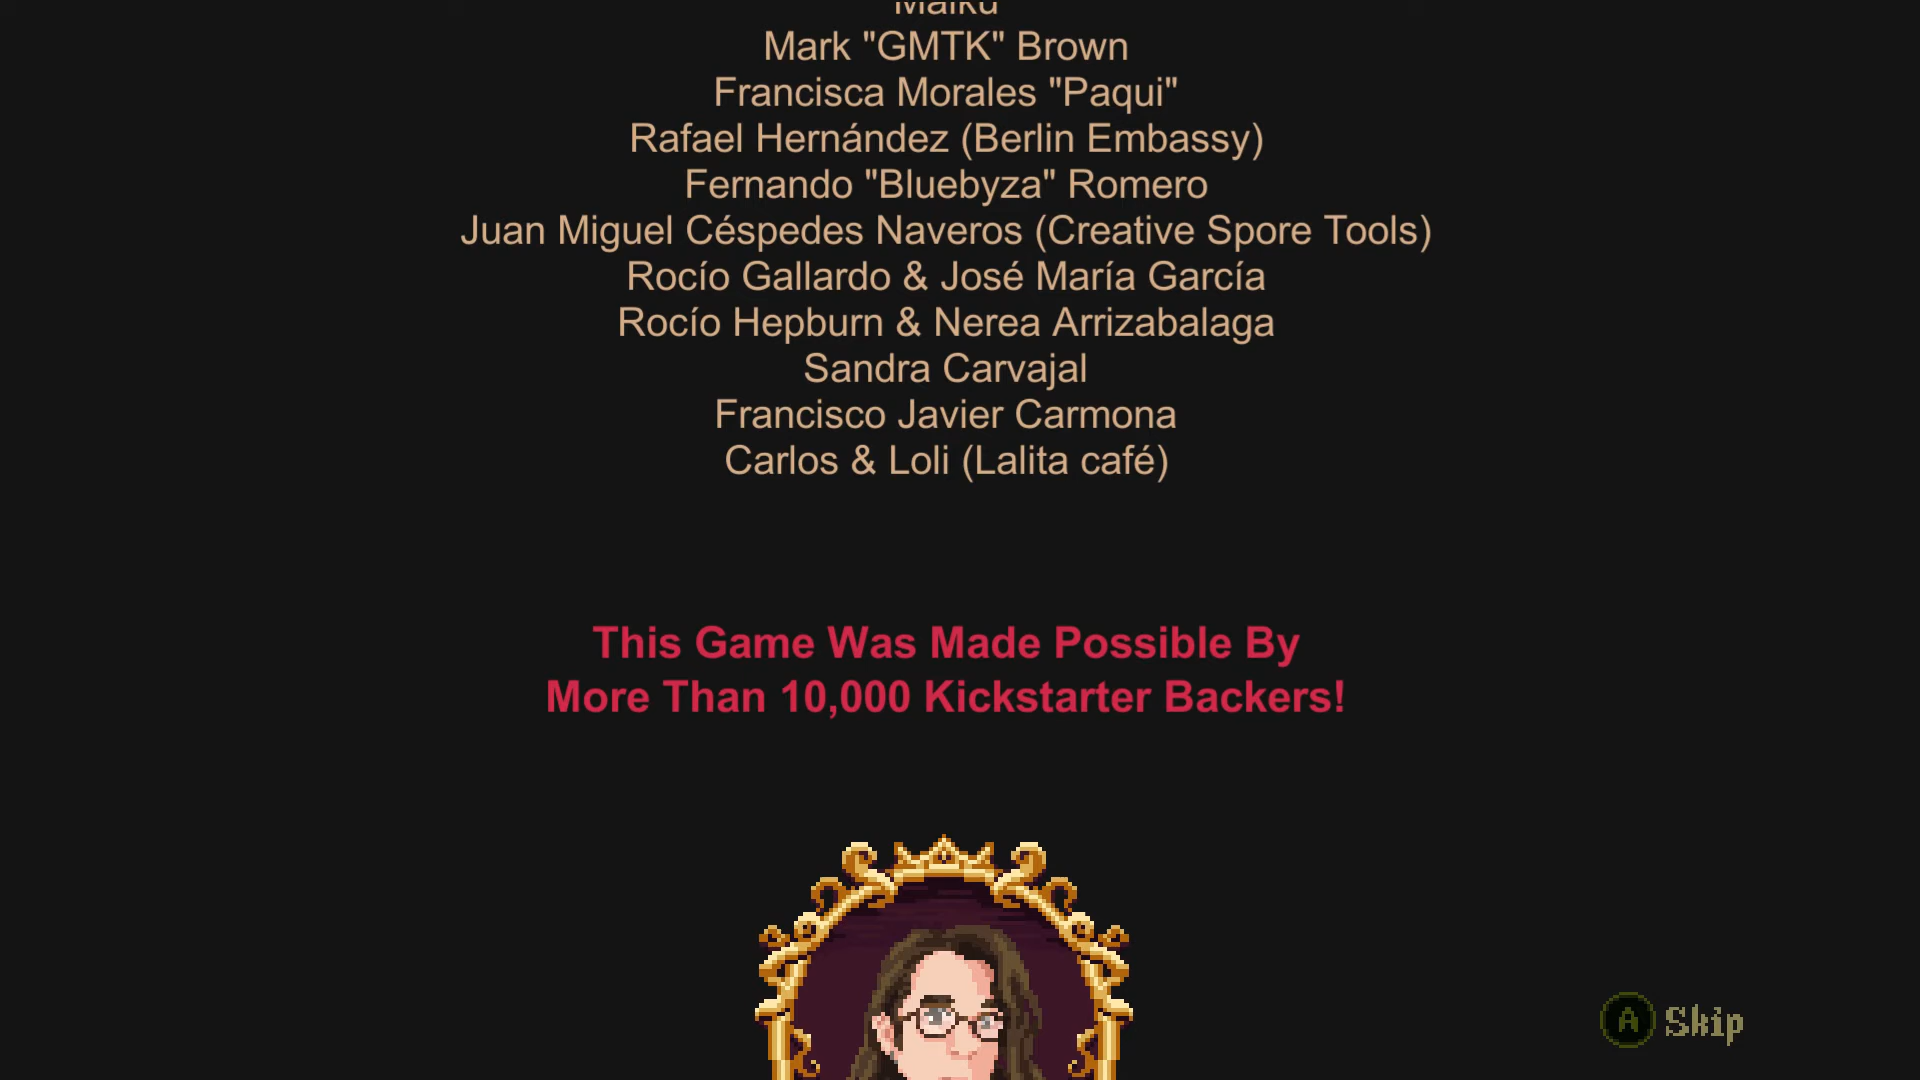 Maiku
Mark "GMTK" Brown
Francisca Morales "Paqui"
Rafael Hernández (Berlin Embassy)
Fernando "Bluebyza" Romero
Juan Miguel Céspedes Naveros (Creative Spore Tools)
Rocío Gallardo & José María García
Rocío Hepburn & Nerea Arrizabalaga
Sandra Carvajal
Francisco Javier Carmona
Carlos & Loli (Lalita café)
This Game Was Made Possible By
More Than 10,000 Kickstarter Backers!
A Skip